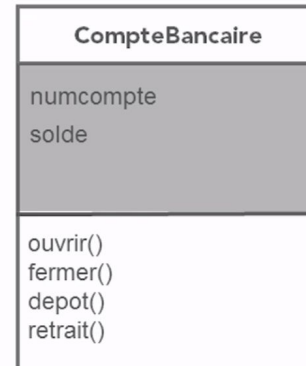 CompteBancaire
numcompte
solde
ouvrir()
fermer()
depot()
retrait()